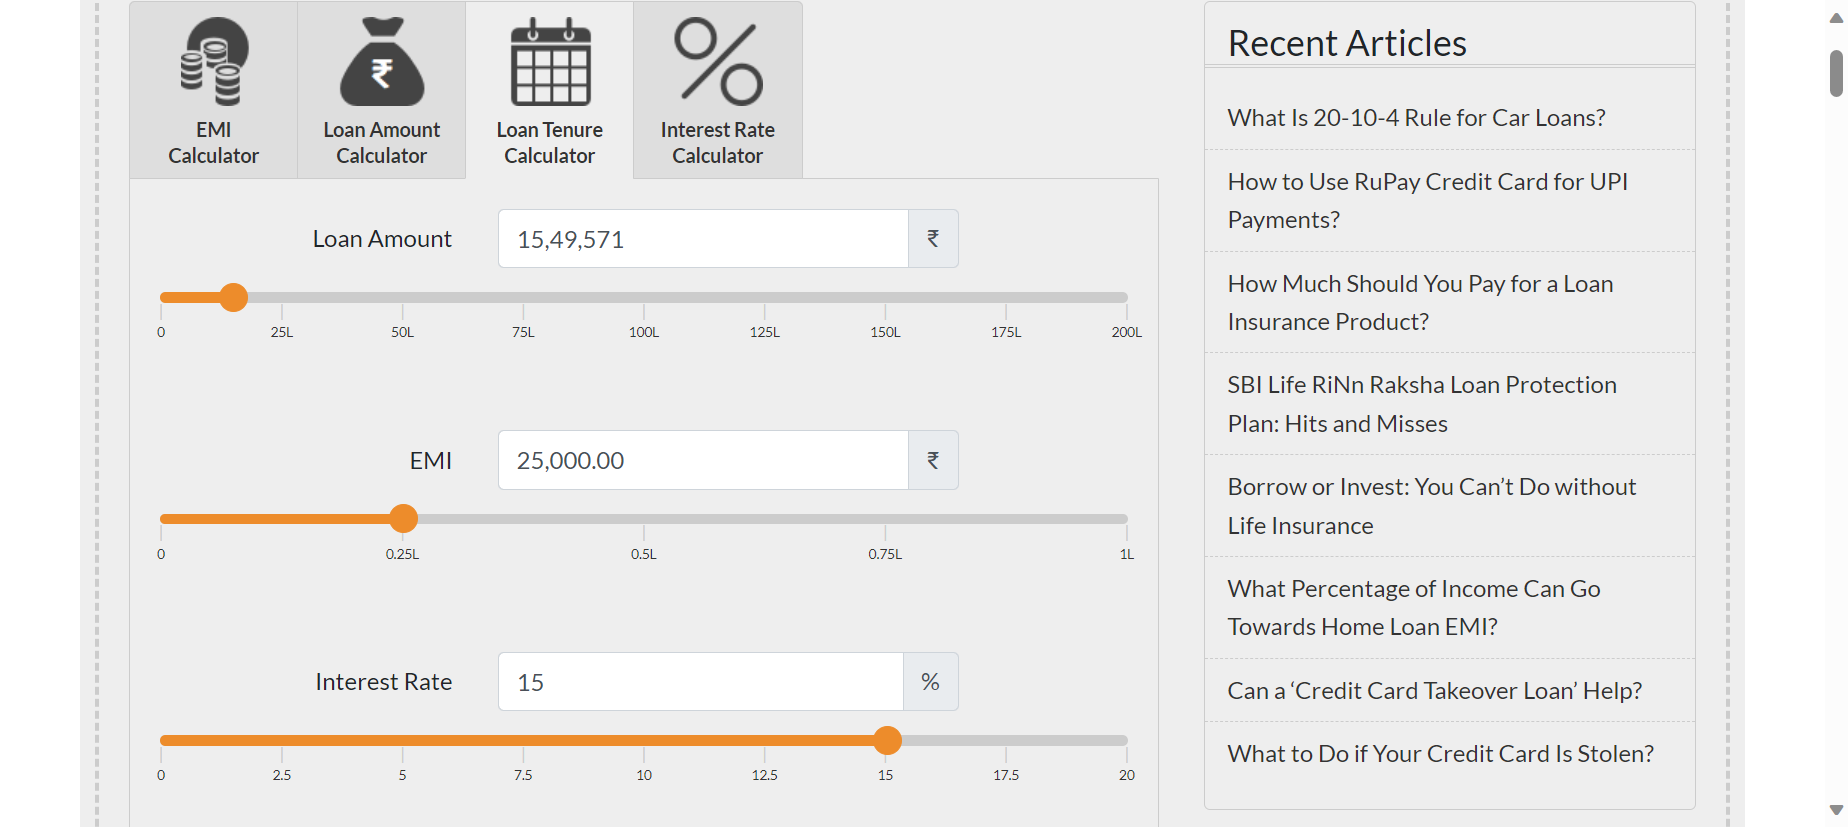 EMI
Calculator
Loan Amount
Calculator
Loan Tenure
Calculator
Interest Rate
Calculator
Loan Amount
15,49,571
₹
0 25L 50L 75L 100L 125L 150L 175L 200L
EMI
25,000.00
₹
0 0.25L 0.5L 0.75L 1L
Interest Rate
15
%
0 2.5 5 7.5 10 12.5 15 17.5 20
Recent Articles
What Is 20-10-4 Rule for Car Loans?
How to Use RuPay Credit Card for UPI
Payments?
How Much Should You Pay for a Loan
Insurance Product?
SBI Life RiNn Raksha Loan Protection
Plan: Hits and Misses
Borrow or Invest: You Can’t Do without
Life Insurance
What Percentage of Income Can Go
Towards Home Loan EMI?
Can a ‘Credit Card Takeover Loan’ Help?
What to Do if Your Credit Card Is Stolen?